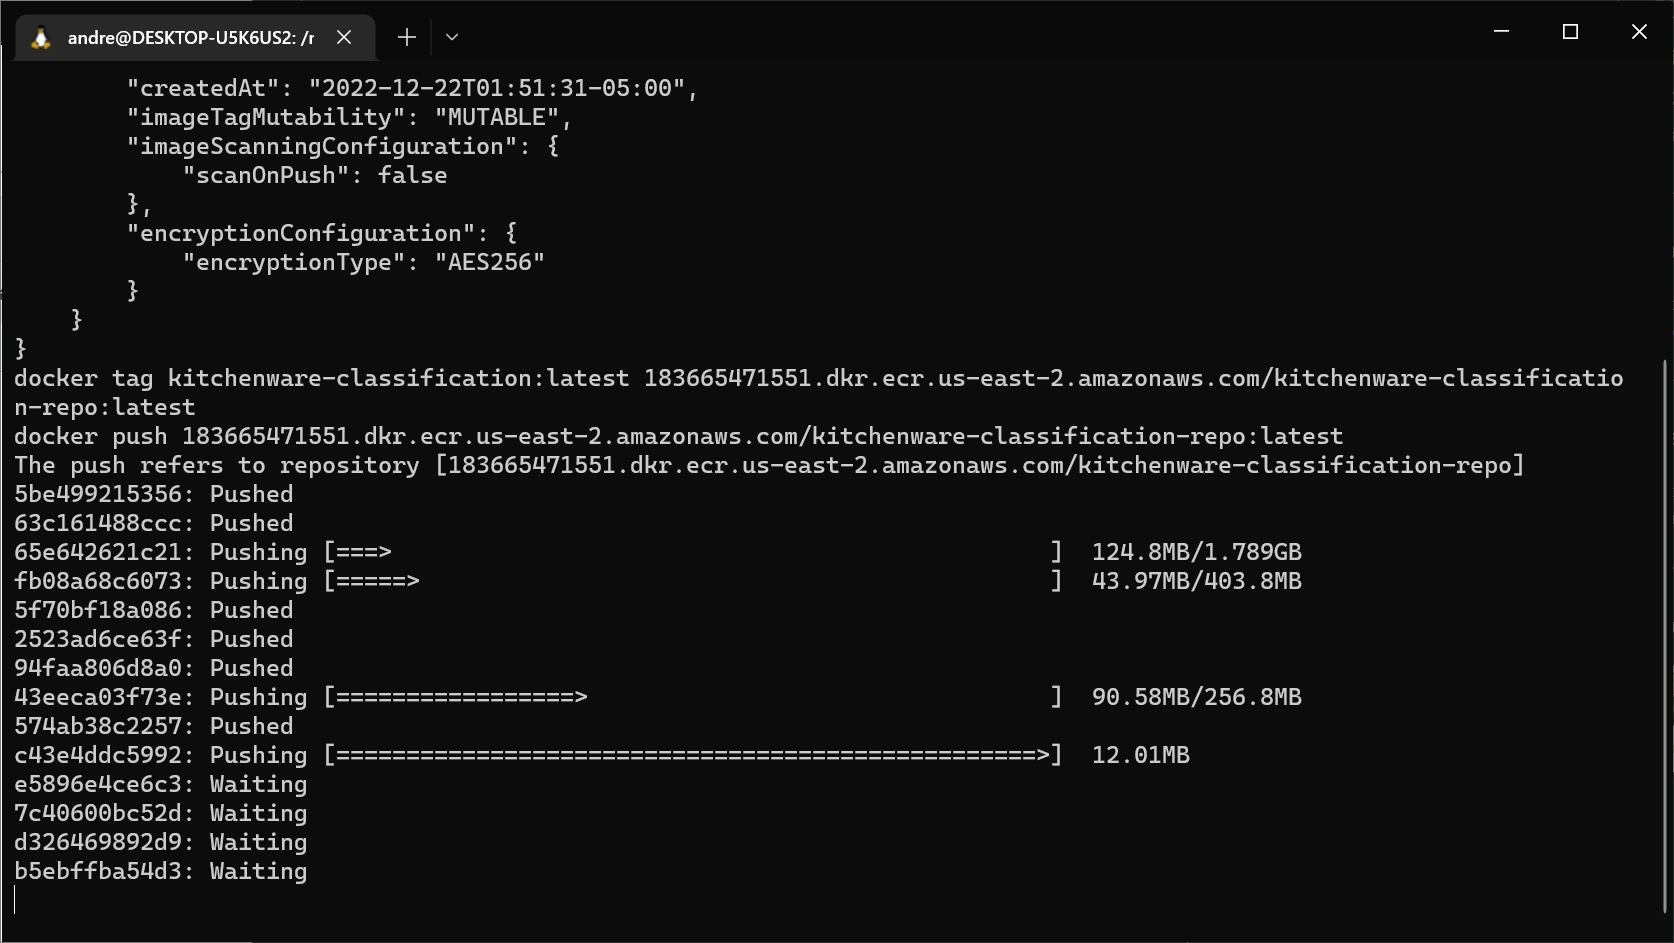 andre@DESKTOP-U5K6US2: /r
        "createdAt": "2022-12-22T01:51:31-05:00",
        "imageTagMutability": "MUTABLE",
        "imageScanningConfiguration": {
            "scanOnPush": false
        },
        "encryptionConfiguration": {
            "encryptionType": "AES256"
        }
    }
}
docker tag kitchenware-classification:latest 183665471551.dkr.ecr.us-east-2.amazonaws.com/kitchenware-classificatio
n-repo:latest
docker push 183665471551.dkr.ecr.us-east-2.amazonaws.com/kitchenware-classification-repo:latest
The push refers to repository [183665471551.dkr.ecr.us-east-2.amazonaws.com/kitchenware-classification-repo]
5be499215356: Pushed
63c161488ccc: Pushed
65e642621c21: Pushing [===>                                               ]  124.8MB/1.789GB
fb08a68c6073: Pushing [=====>                                             ]  43.97MB/403.8MB
5f70bf18a086: Pushed
2523ad6ce63f: Pushed
94faa806d8a0: Pushed
43eeca03f73e: Pushing [=================>                                 ]  90.58MB/256.8MB
574ab38c2257: Pushed
c43e4ddc5992: Pushing [==================================================>]  12.01MB
e5896e4ce6c3: Waiting
7c40600bc52d: Waiting
d326469892d9: Waiting
b5ebffba54d3: Waiting